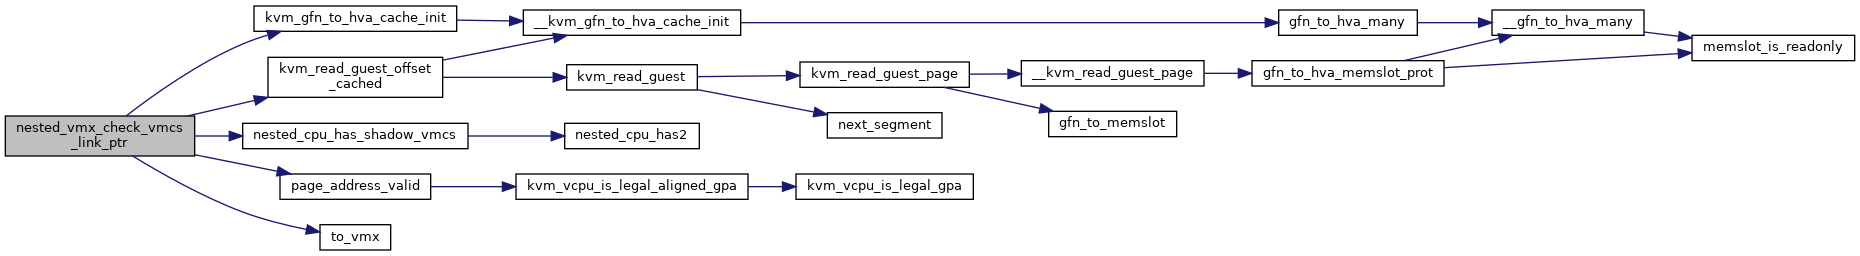 kvm_gfn_to_hva_cache_init
__kvm_gfn_to_hva_cache_init
gfn_to_hva_many
__gfn_to_hva_many
memslot_is_readonly
kvm_read_guest_offset
_cached
kvm_read_guest
kvm_read_guest_page
__kvm_read_guest_page
gfn_to_hva_memslot_prot
next_segment
gfn_to_memslot
nested_vmx_check_vmcs
_link_ptr
nested_cpu_has_shadow_vmcs
nested_cpu_has2
page_address_valid
kvm_vcpu_is_legal_aligned_gpa
kvm_vcpu_is_legal_gpa
to_vmx